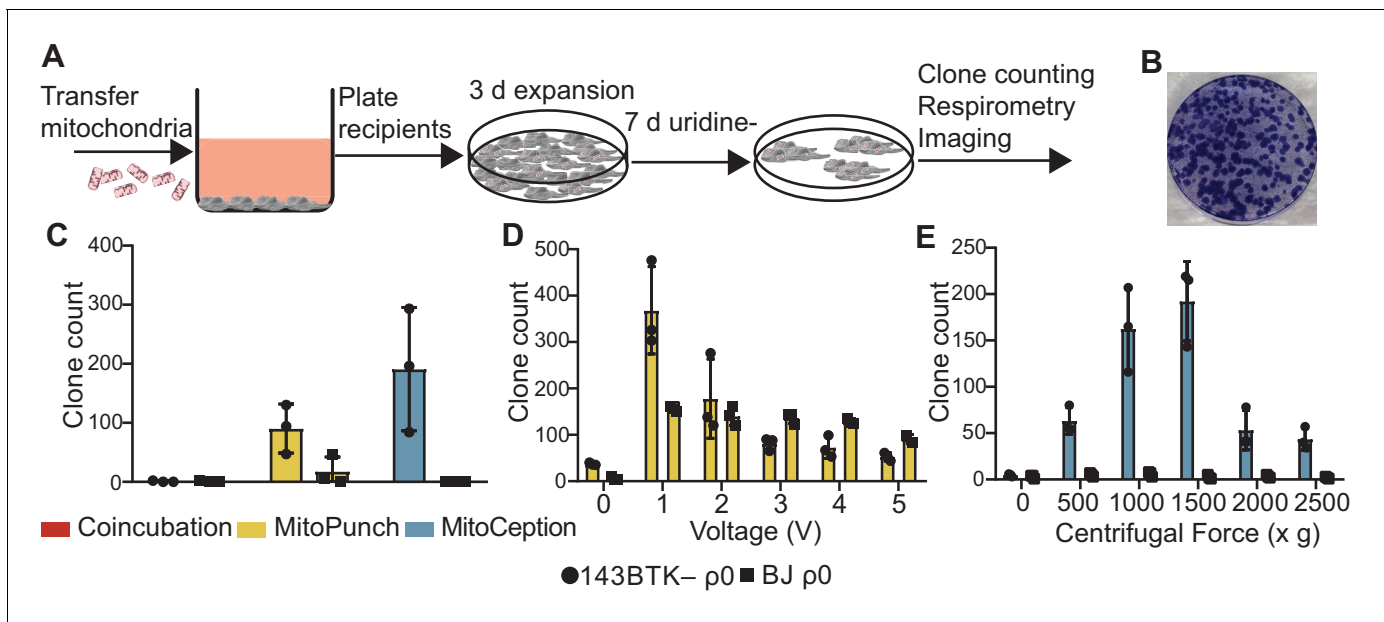 A
Transfer
mitochondria
Plate
recipients
3 d expansion
7 d uridine-
Clone counting
Respirometry
Imaging
B
C
Clone count
400
300
200
100
0
D
Clone count
500
400
300
200
100
0
0 1 2 3 4 5
Voltage (V)
E
Clone count
250
200
150
100
50
0
0 500 1000 1500 2000 2500
Centrifugal Force (x g)
Coincubation MitoPunch MitoCeption
143BTK– ρ0 BJ ρ0